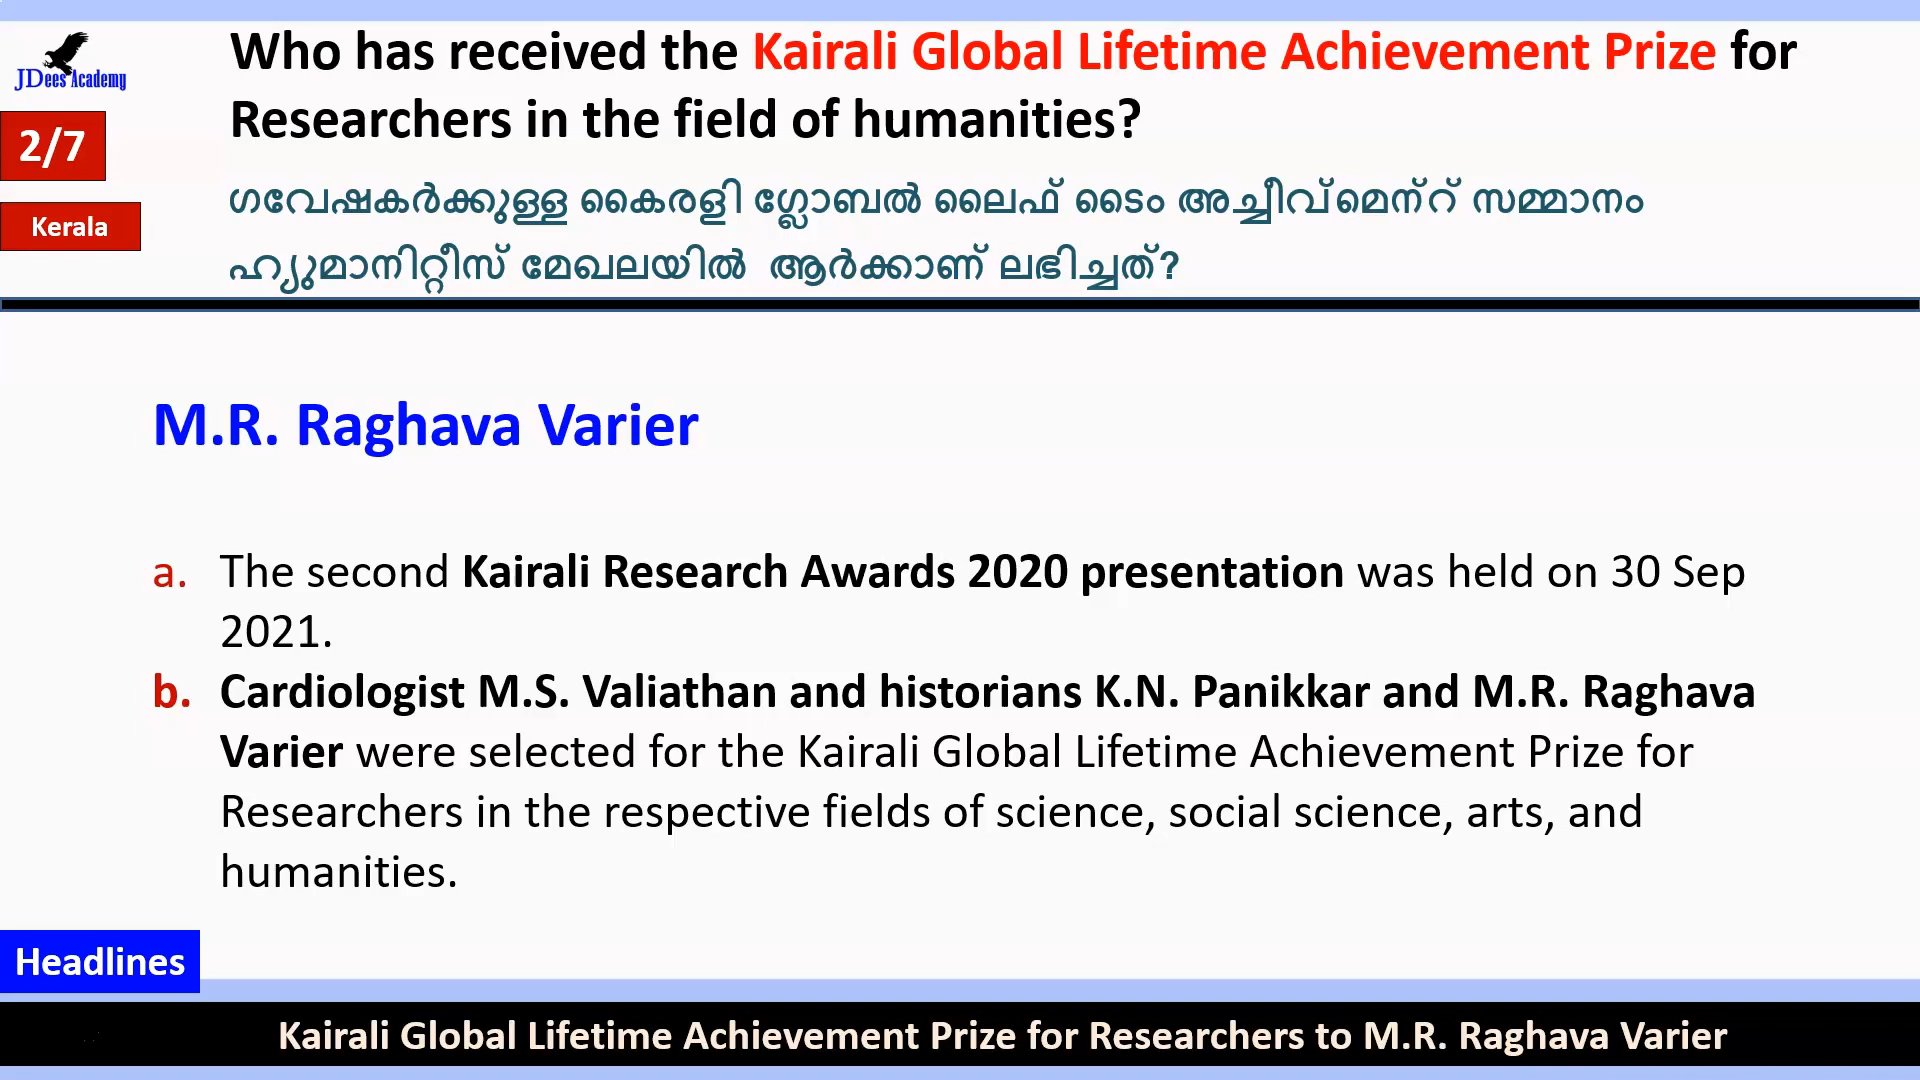 JDees Academy
Who has received the Kairali Global Lifetime Achievement Prize for
Researchers in the field of humanities?
2/7
ഗവേഷകർക്കുള്ള കൈരളി ഗ്ലോബൽ ലൈഫ് ടൈം അച്ചീവ്മെന്റ് സമ്മാനം
Kerala
ഹ്യുമാനിറ്റീസ് മേഖലയിൽ ആർക്കാണ് ലഭിച്ചത്?
M.R. Raghava Varier
a. The second Kairali Research Awards 2020 presentation was held on 30 Sep
2021.
b. Cardiologist M.S. Valiathan and historians K.N. Panikkar and M.R. Raghava
Varier were selected for the Kairali Global Lifetime Achievement Prize for
Researchers in the respective fields of science, social science, arts, and
humanities.
Headlines
Kairali Global Lifetime Achievement Prize for Researchers to M.R. Raghava Varier